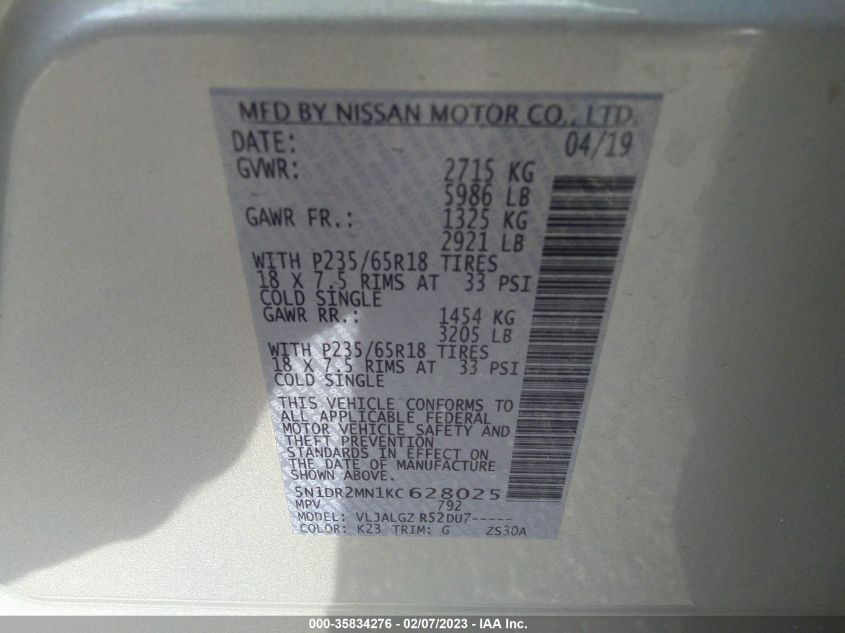 MFD BY NISSAN MOTOR CO., LTD.
DATE: 04/19
GVWR: 2715 KG
5986 LB
GAWR FR.: 1325 KG
2921 LB
WITH P235/65R18 TIRES
18 X 7.5 RIMS AT 33 PSI
COLD SINGLE
GAWR RR.: 1454 KG
3205 LB
WITH P235/65R18 TIRES
18 X 7.5 RIMS AT 33 PSI
COLD SINGLE
THIS VEHICLE CONFORMS TO
ALL APPLICABLE FEDERAL
MOTOR VEHICLE SAFETY AND
THEFT PREVENTION
STANDARDS IN EFFECT ON
THE DATE OF MANUFACTURE
SHOWN ABOVE.
5N1DR2MN1KC628025
MPV 792
MODEL: VLJALGZ R52DU7-----
COLOR: K23 TRIM: G ZS30A
000-35834276 - 02/07/2023 - IAA Inc.